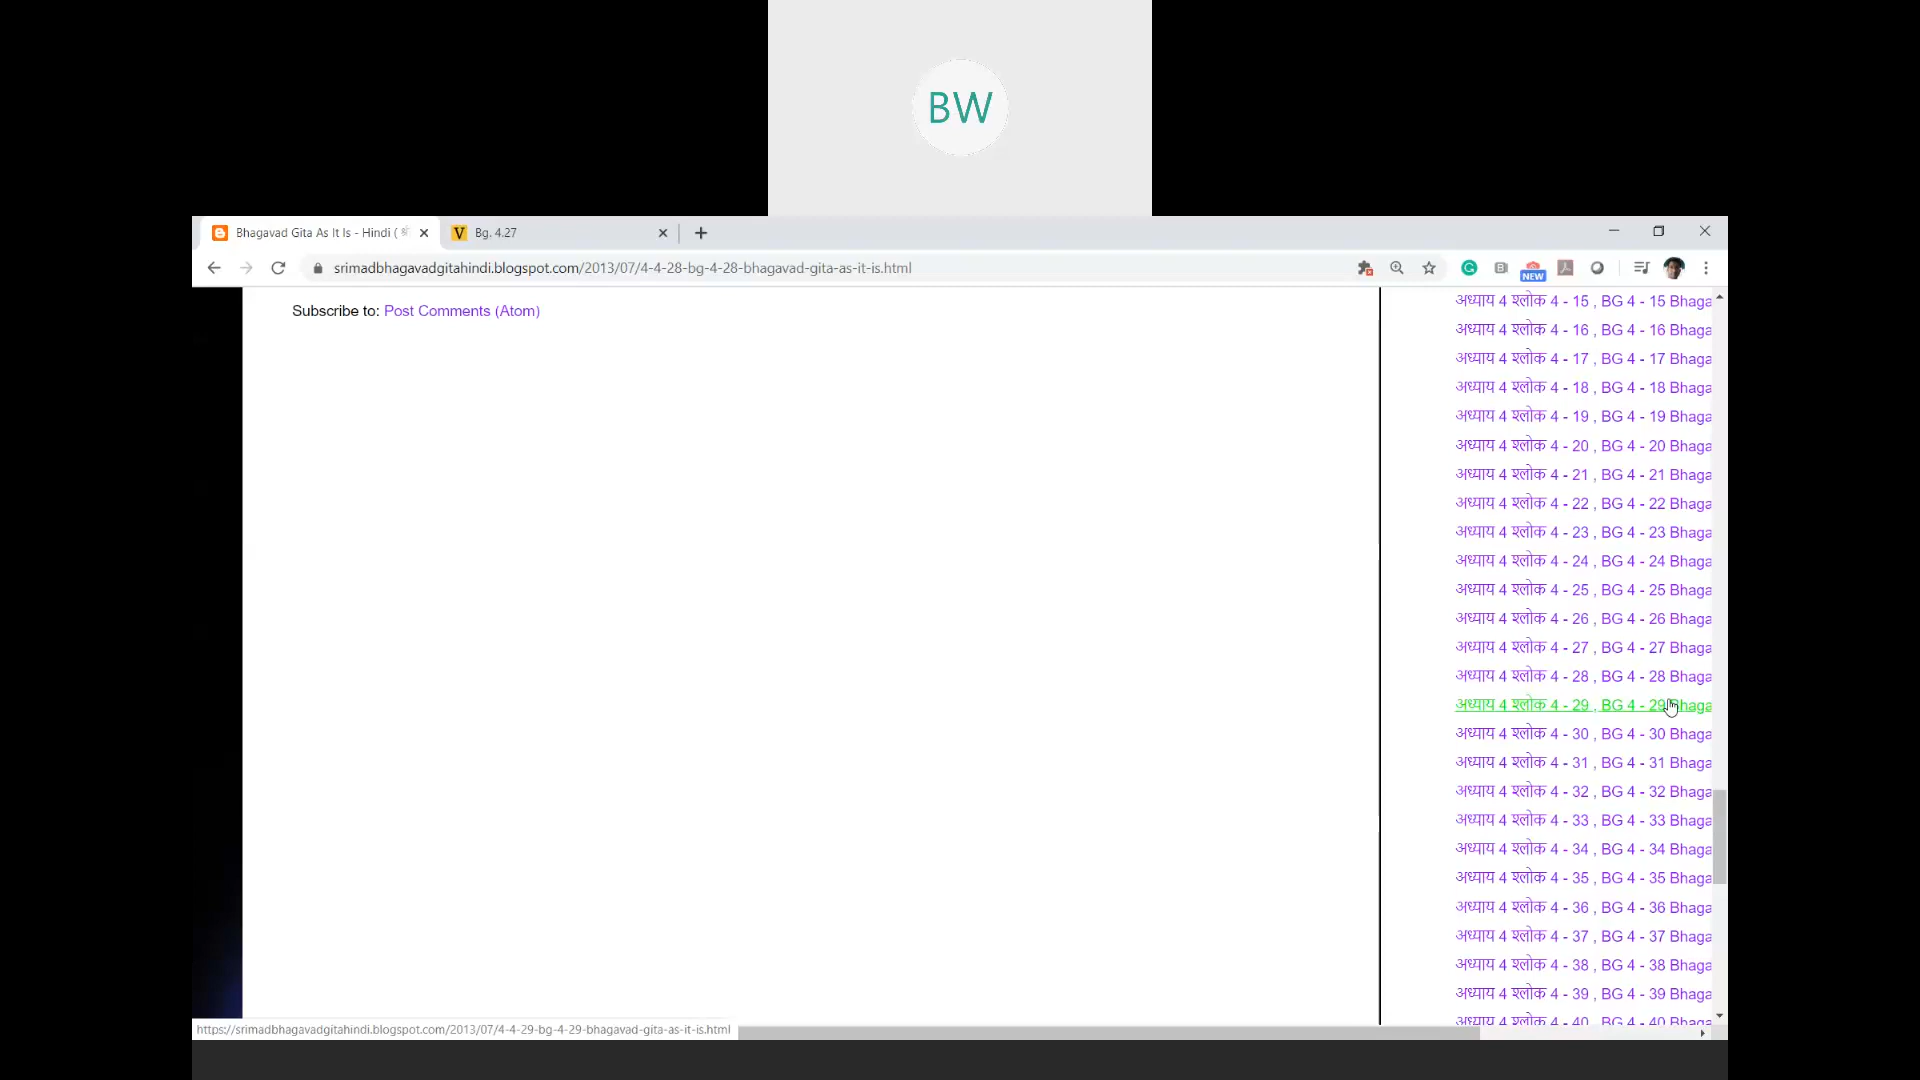 BW
Bhagavad Gita As It Is - Hindi (
Bg. 4.27
srimadbhagavadgitahindi.blogspot.com/2013/07/4-4-28-bg-4-28-bhagavad-gita-as-it-is.html
NEW
Subscribe to: Post Comments (Atom)
अध्याय 4 श्लोक 4 - 15 , BG 4 - 15 Bhaga
अध्याय 4 श्लोक 4 - 16 , BG 4 - 16 Bhaga
अध्याय 4 श्लोक 4 - 17 , BG 4 - 17 Bhaga
अध्याय 4 श्लोक 4 - 18 , BG 4 - 18 Bhaga
अध्याय 4 श्लोक 4 - 19 , BG 4 - 19 Bhaga
अध्याय 4 श्लोक 4 - 20 , BG 4 - 20 Bhaga
अध्याय 4 श्लोक 4 - 21 , BG 4 - 21 Bhaga
अध्याय 4 श्लोक 4 - 22 , BG 4 - 22 Bhaga
अध्याय 4 श्लोक 4 - 23 , BG 4 - 23 Bhaga
अध्याय 4 श्लोक 4 - 24 , BG 4 - 24 Bhaga
अध्याय 4 श्लोक 4 - 25 , BG 4 - 25 Bhaga
अध्याय 4 श्लोक 4 - 26 , BG 4 - 26 Bhaga
अध्याय 4 श्लोक 4 - 27 , BG 4 - 27 Bhaga
अध्याय 4 श्लोक 4 - 28 , BG 4 - 28 Bhaga
अध्याय 4 श्लोक 4 - 29 , BG 4 - 29 Bhaga
अध्याय 4 श्लोक 4 - 30 , BG 4 - 30 Bhaga
अध्याय 4 श्लोक 4 - 31 , BG 4 - 31 Bhaga
अध्याय 4 श्लोक 4 - 32 , BG 4 - 32 Bhaga
अध्याय 4 श्लोक 4 - 33 , BG 4 - 33 Bhaga
अध्याय 4 श्लोक 4 - 34 , BG 4 - 34 Bhaga
अध्याय 4 श्लोक 4 - 35 , BG 4 - 35 Bhaga
अध्याय 4 श्लोक 4 - 36 , BG 4 - 36 Bhaga
अध्याय 4 श्लोक 4 - 37 , BG 4 - 37 Bhaga
अध्याय 4 श्लोक 4 - 38 , BG 4 - 38 Bhaga
अध्याय 4 श्लोक 4 - 39 , BG 4 - 39 Bhaga
अध्याय 4 श्लोक 4 - 40 , BG 4 - 40 Bhaga
https://srimadbhagavadgitahindi.blogspot.com/2013/07/4-4-29-bg-4-29-bhagavad-gita-as-it-is.html